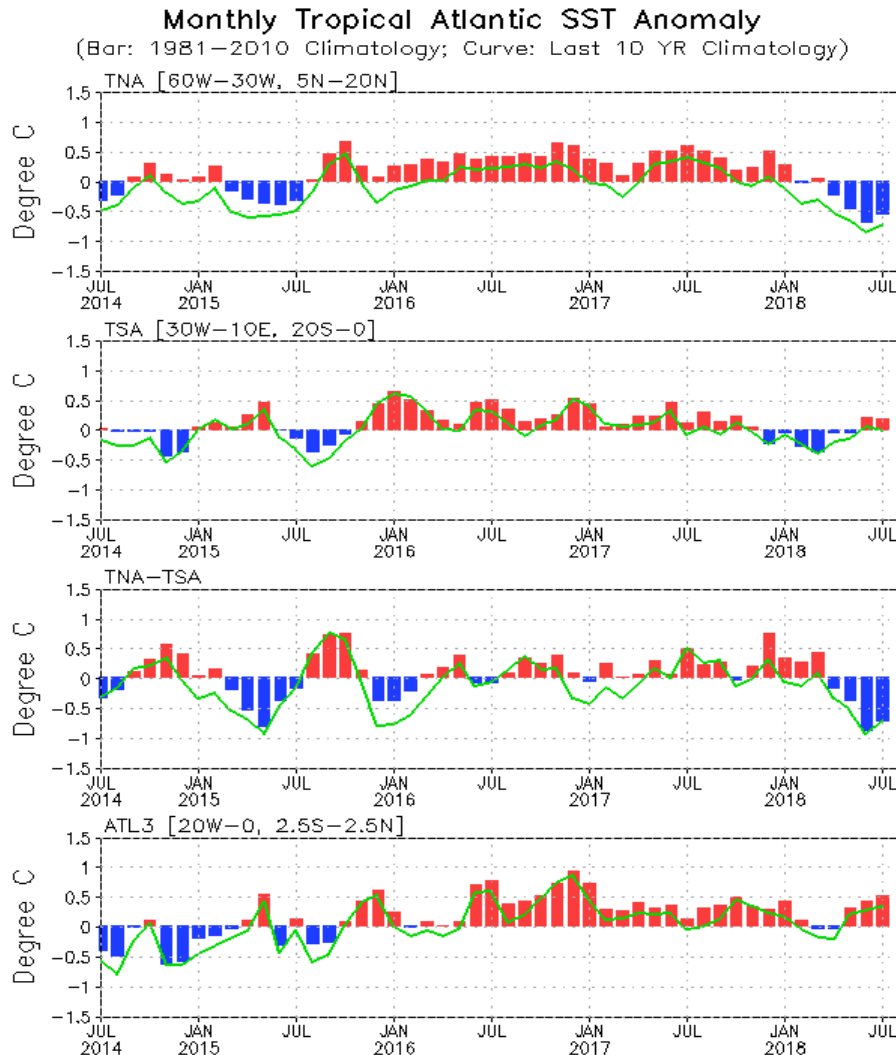 Monthly Tropical Atlantic SST Anomaly
(Bar: 1981-2010 Climatology; Curve: Last 10 YR Climatology)
TNA [60W-30W, 5N-20N]
Degree C
1.5
1
0.5
0
-0.5
-1
-1.5
JUL JAN JUL JAN JUL JAN JUL JAN JUL
2014 2015 2016 2017 2018
TSA [30W-10E, 20S-0]
Degree C
1.5
1
0.5
0
-0.5
-1
-1.5
JUL JAN JUL JAN JUL JAN JUL JAN JUL
2014 2015 2016 2017 2018
TNA-TSA
Degree C
1.5
1
0.5
0
-0.5
-1
-1.5
JUL JAN JUL JAN JUL JAN JUL JAN JUL
2014 2015 2016 2017 2018
ATL3 [20W-0, 2.5S-2.5N]
Degree C
1.5
1
0.5
0
-0.5
-1
-1.5
JUL JAN JUL JAN JUL JAN JUL JAN JUL
2014 2015 2016 2017 2018